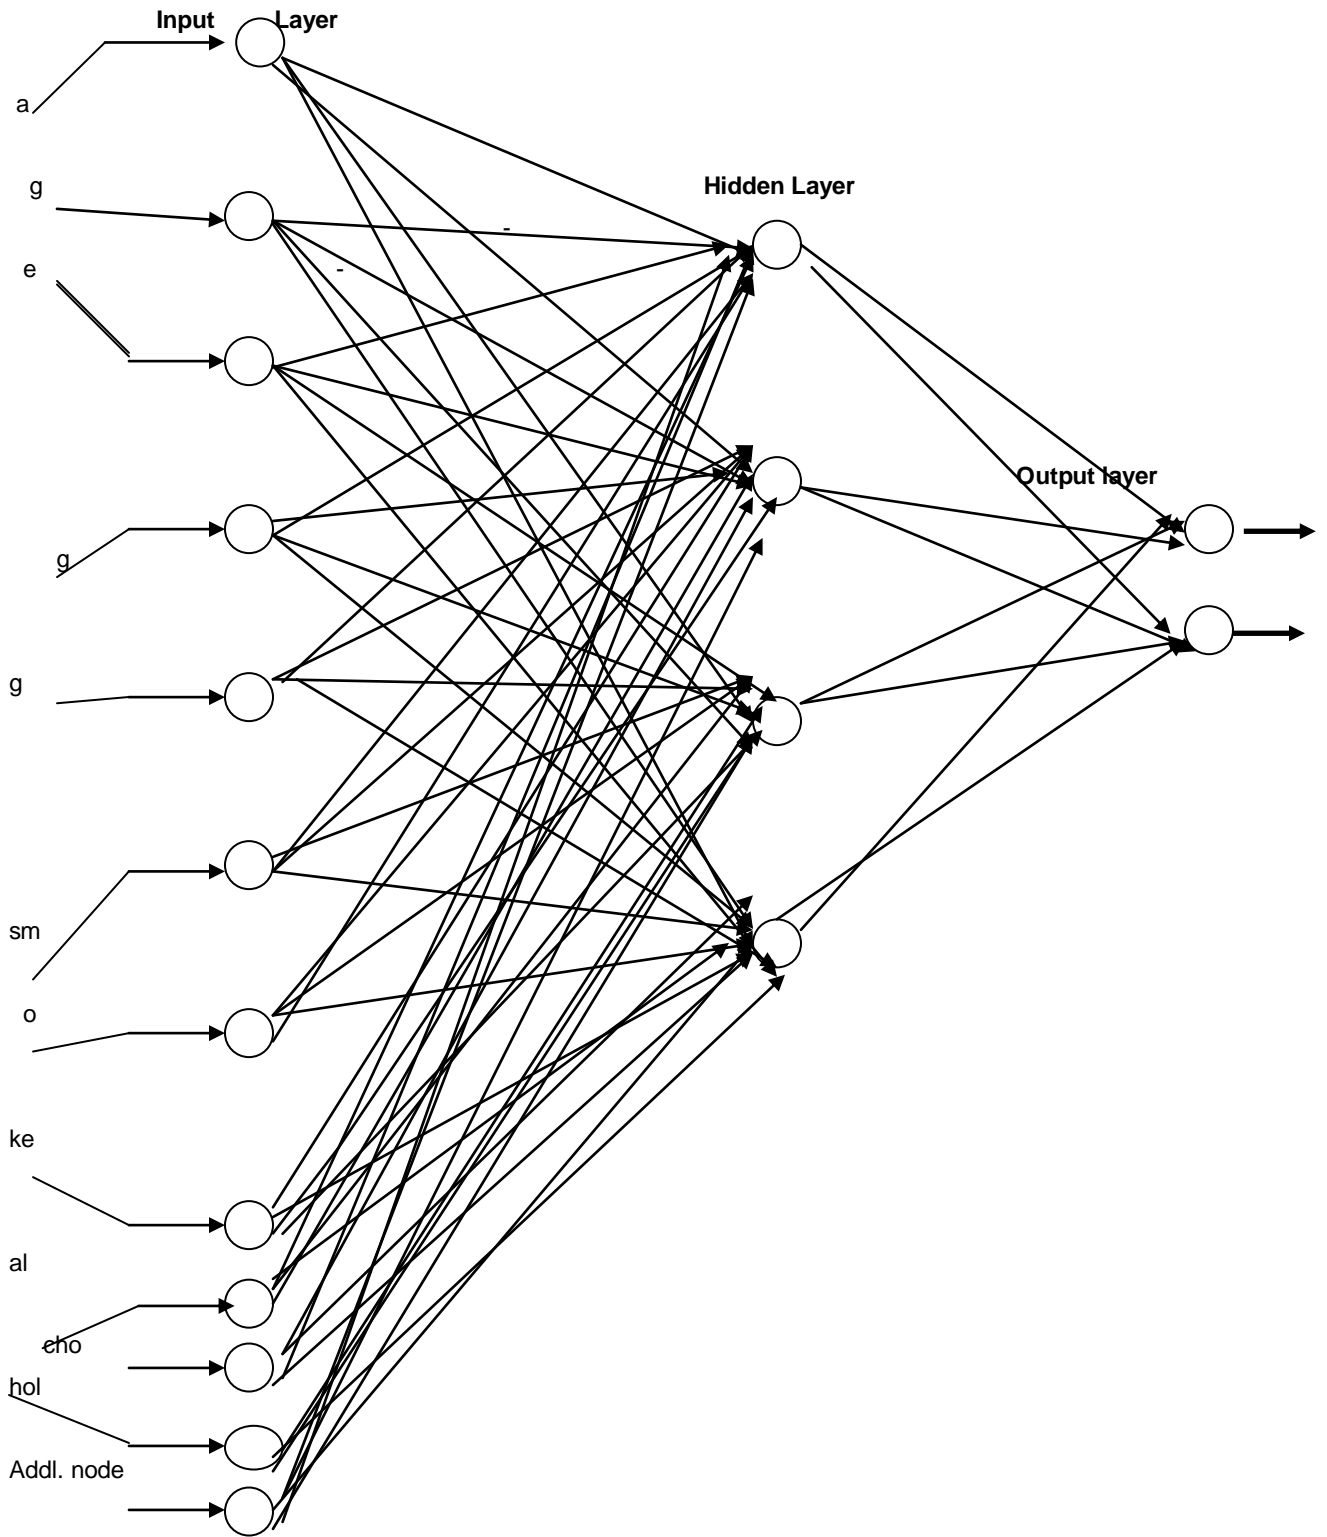 Input Layer
a
Hidden Layer
g
-
e
-
Output layer
g
g
sm
o
ke
al
cho
hol
Addl. node